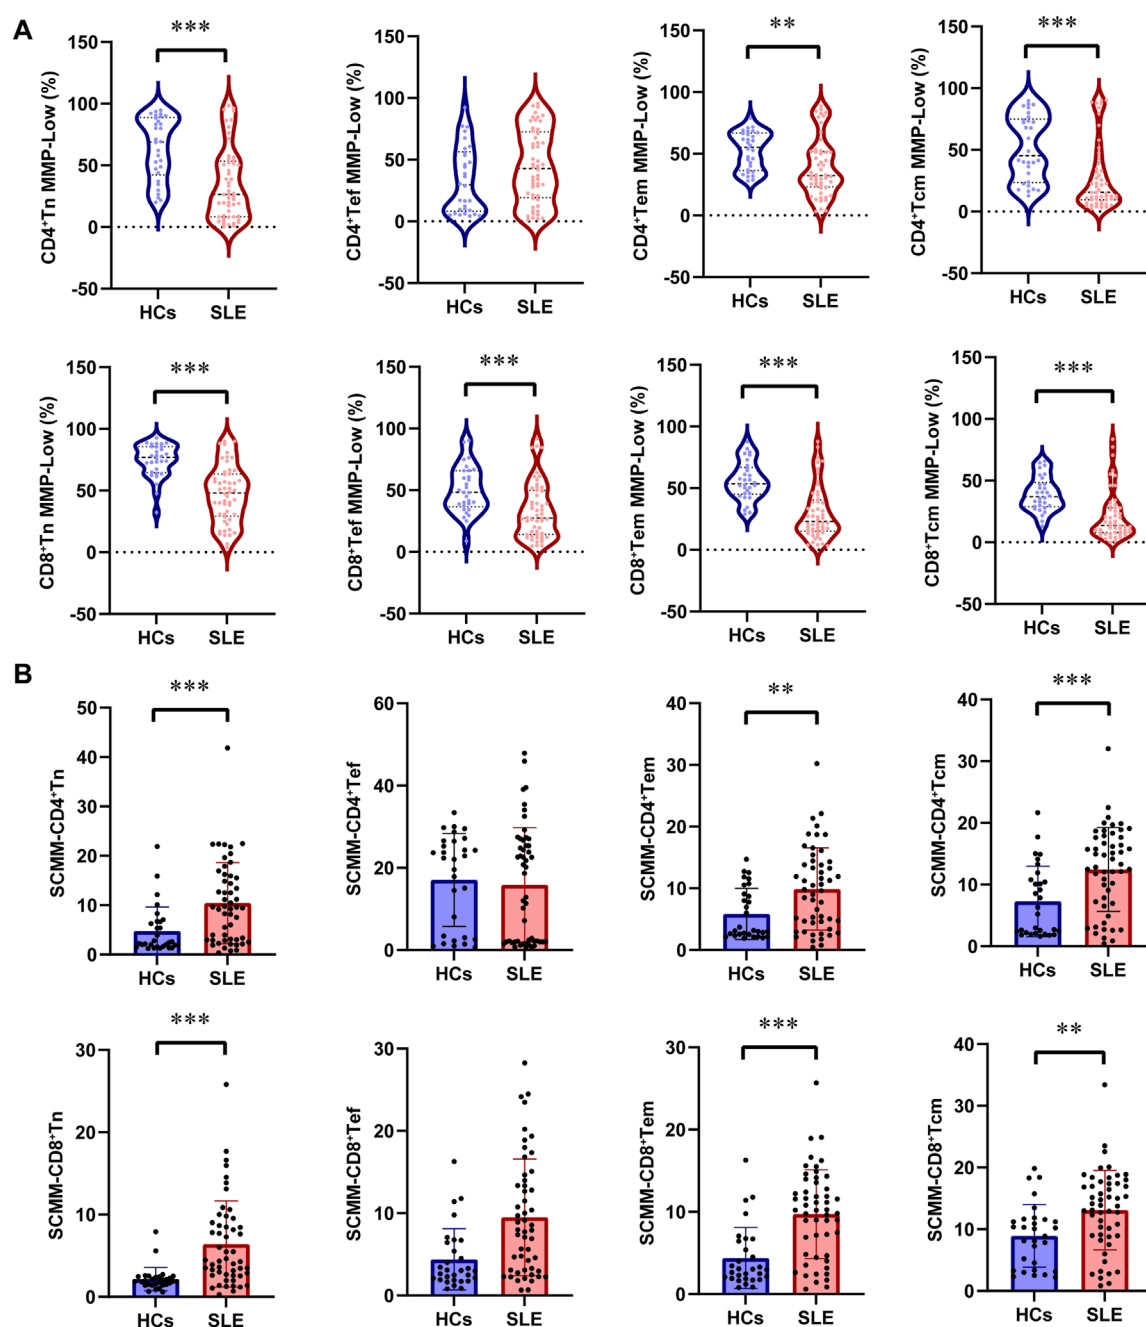 A
CD4⁺Tn MMP-Low (%)
150
100
50
0
-50
***
HCs SLE
CD4⁺Tef MMP-Low (%)
150
100
50
0
-50
HCs SLE
CD4⁺Tem MMP-Low (%)
150
100
50
0
-50
**
HCs SLE
CD4⁺Tcm MMP-Low (%)
150
100
50
0
-50
***
HCs SLE
CD8⁺Tn MMP-Low (%)
150
100
50
0
-50
***
HCs SLE
CD8⁺Tef MMP-Low (%)
150
100
50
0
-50
***
HCs SLE
CD8⁺Tem MMP-Low (%)
150
100
50
0
-50
***
HCs SLE
CD8⁺Tcm MMP-Low (%)
150
100
50
0
-50
***
HCs SLE
B
SCMM-CD4⁺Tn
50
40
30
20
10
0
***
HCs SLE
SCMM-CD4⁺Tef
60
40
20
0
HCs SLE
SCMM-CD4⁺Tem
40
30
20
10
0
**
HCs SLE
SCMM-CD4⁺Tcm
40
30
20
10
0
***
HCs SLE
SCMM-CD8⁺Tn
30
20
10
0
***
HCs SLE
SCMM-CD8⁺Tef
30
20
10
0
HCs SLE
SCMM-CD8⁺Tem
30
20
10
0
***
HCs SLE
SCMM-CD8⁺Tcm
40
30
20
10
0
**
HCs SLE